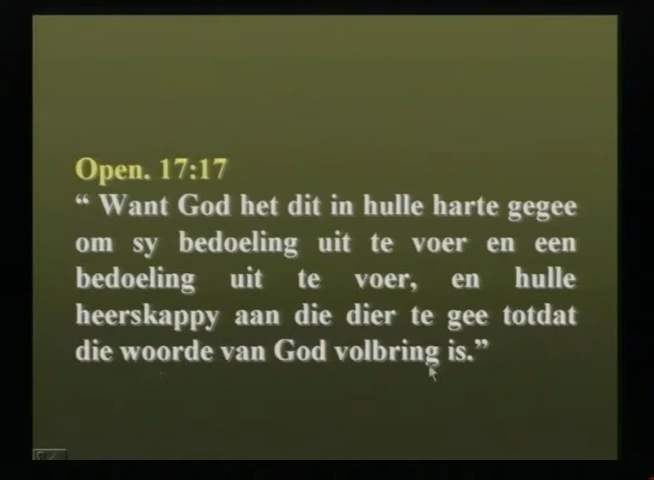 Open. 17:17
“ Want God het dit in hulle harte gegee
om sy bedoeling uit te voer en een
bedoeling uit te voer, en hulle
heerskappy aan die dier te gee totdat
die woorde van God volbring is.”